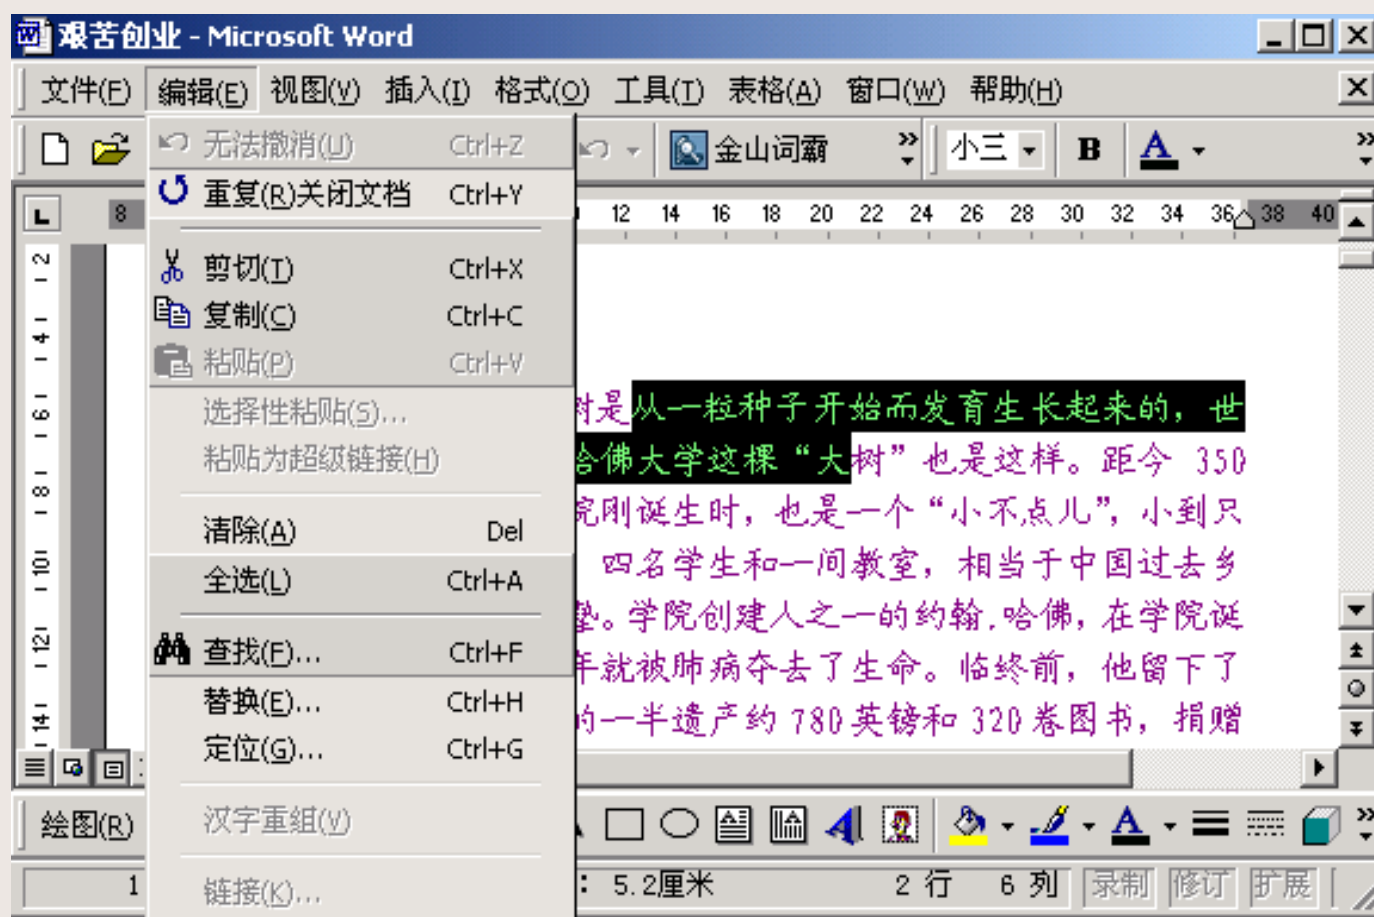 艰苦创业 - Microsoft Word
文件(F) 编辑(E) 视图(V) 插入(I) 格式(O) 工具(T) 表格(A) 窗口(W) 帮助(H)
金山词霸 小三 B A
无法撤消(U) Ctrl+Z
重复(R)关闭文档 Ctrl+Y
剪切(T) Ctrl+X
复制(C) Ctrl+C
粘贴(P) Ctrl+V
选择性粘贴(S)...
粘贴为超级链接(H)
清除(A) Del
全选(L) Ctrl+A
查找(F)... Ctrl+F
替换(E)... Ctrl+H
定位(G)... Ctrl+G
汉字重组(V)
链接(K)...
8 12 14 16 18 20 22 24 26 28 30 32 34 36 38 40
2
4
6
8
10
12
14
树是从一粒种子开始而发育生长起来的，世
哈佛大学这棵“大树”也是这样。距今 350
院刚诞生时，也是一个“小不点儿”，小到只
四名学生和一间教室，相当于中国过去乡
塾。学院创建人之一的约翰.哈佛，在学院诞
年就被肺病夺去了生命。临终前，他留下了
的一半遗产约 780 英镑和 320 卷图书，捐赠
绘图(R)
1 : 5.2厘米 2 行 6 列 录制 修订 扩展